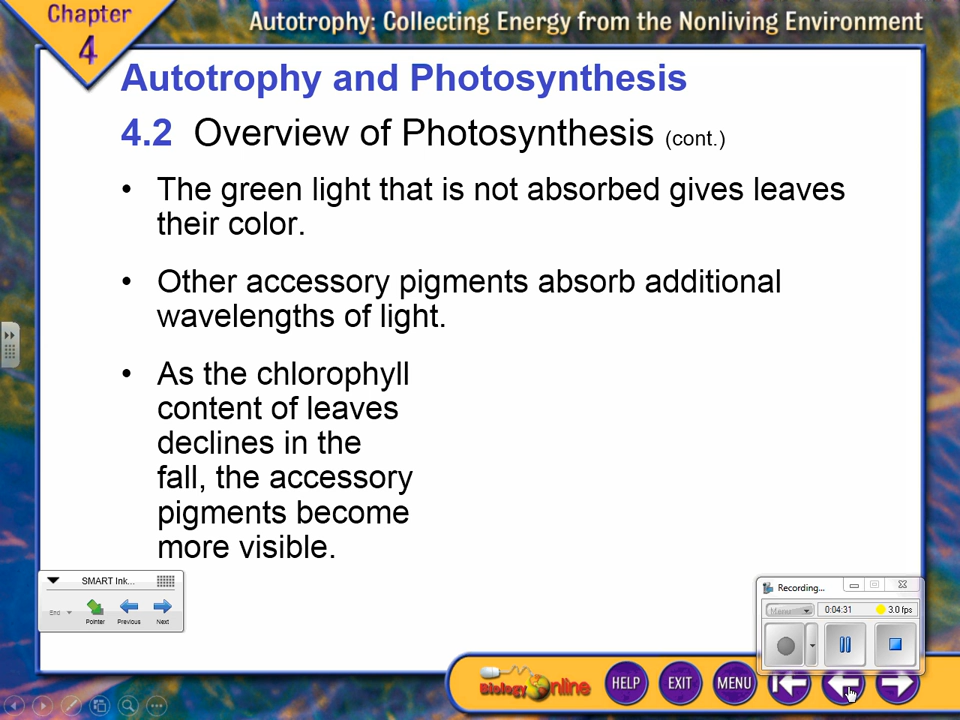 Chapter
4
Autotrophy: Collecting Energy from the Nonliving Environment
Autotrophy and Photosynthesis
4.2 Overview of Photosynthesis (cont.)
• The green light that is not absorbed gives leaves
their color.
• Other accessory pigments absorb additional
wavelengths of light.
• As the chlorophyll
content of leaves
declines in the
fall, the accessory
pigments become
more visible.
SMART Ink...
End
Pointer
Previous
Next
Recording...
Menu
0:04:31
3.0 fps
Biology Online
HELP
EXIT
MENU